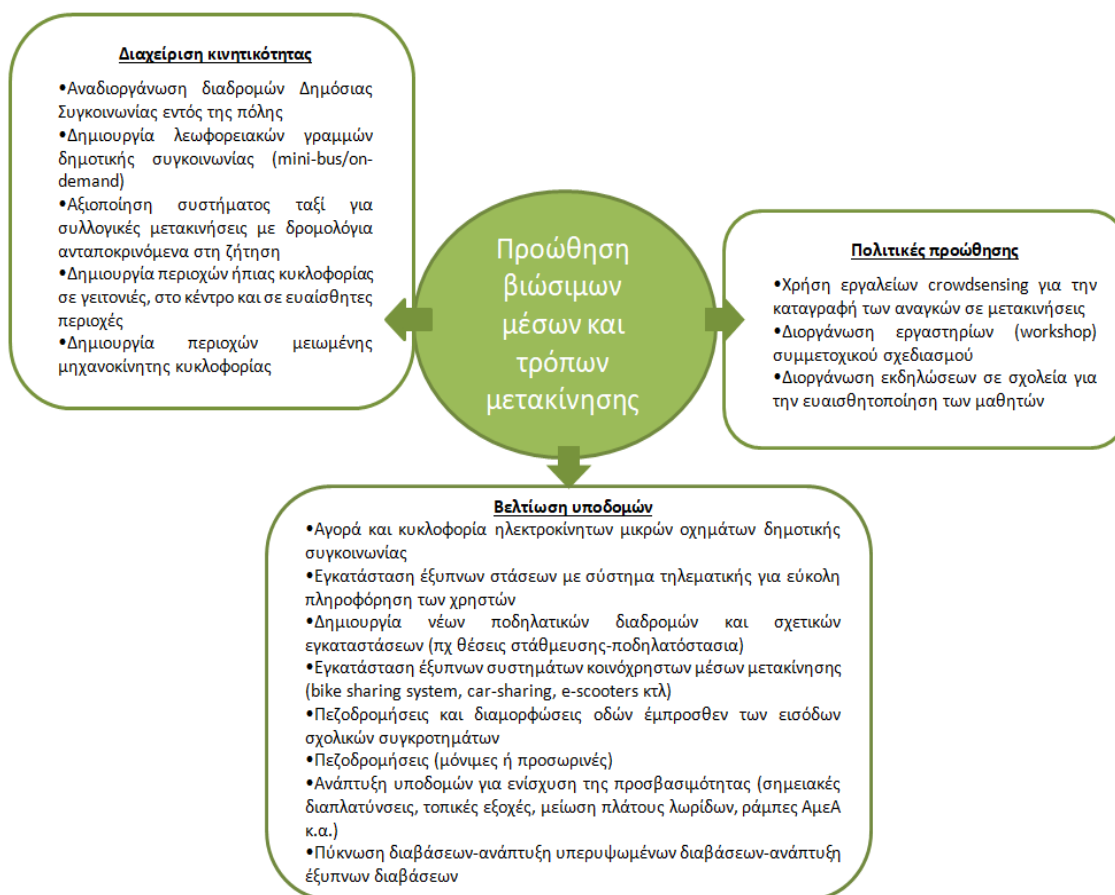 Διαχείριση κινητικότητας
•Αναδιοργάνωση διαδρομών Δημόσιας
Συγκοινωνίας εντός της πόλης
•Δημιουργία λεωφορειακών γραμμών
δημοτικής συγκοινωνίας (mini-bus/on-
demand)
•Αξιοποίηση συστήματος ταξί για
συλλογικές μετακινήσεις με δρομολόγια
ανταποκρινόμενα στη ζήτηση
•Δημιουργία περιοχών ήπιας κυκλοφορίας
σε γειτονιές, στο κέντρο και σε ευαίσθητες
περιοχές
•Δημιουργία περιοχών μειωμένης
μηχανοκίνητης κυκλοφορίας
Προώθηση
βιώσιμων
μέσων και
τρόπων
μετακίνησης
Πολιτικές προώθησης
•Χρήση εργαλείων crowdsensing για την
καταγραφή των αναγκών σε μετακινήσεις
•Διοργάνωση εργαστηρίων (workshop)
συμμετοχικού σχεδιασμού
•Διοργάνωση εκδηλώσεων σε σχολεία για
την ευαισθητοποίηση των μαθητών
Βελτίωση υποδομών
•Αγορά και κυκλοφορία ηλεκτροκίνητων μικρών οχημάτων δημοτικής
συγκοινωνίας
•Εγκατάσταση έξυπνων στάσεων με σύστημα τηλεματικής για εύκολη
πληροφόρηση των χρηστών
•Δημιουργία νέων ποδηλατικών διαδρομών και σχετικών
εγκαταστάσεων (πχ θέσεις στάθμευσης-ποδηλατόστασια)
•Εγκατάσταση έξυπνων συστημάτων κοινόχρηστων μέσων μετακίνησης
(bike sharing system, car-sharing, e-scooters κτλ)
•Πεζοδρομήσεις και διαμορφώσεις οδών έμπροσθεν των εισόδων
σχολικών συγκροτημάτων
•Πεζοδρομήσεις (μόνιμες ή προσωρινές)
•Ανάπτυξη υποδομών για ενίσχυση της προσβασιμότητας (σημειακές
διαπλατύνσεις, τοπικές εξοχές, μείωση πλάτους λωρίδων, ράμπες ΑμεΑ
κ.α.)
•Πύκνωση διαβάσεων-ανάπτυξη υπερυψωμένων διαβάσεων-ανάπτυξη
έξυπνων διαβάσεων